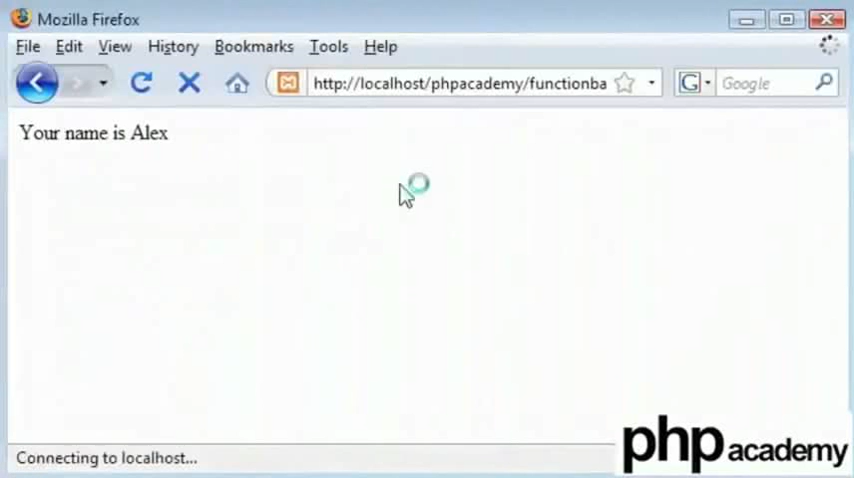 Mozilla Firefox
File Edit View History Bookmarks Tools Help
http://localhost/phpacademy/functionba G Google
Your name is Alex
Connecting to localhost...
php academy